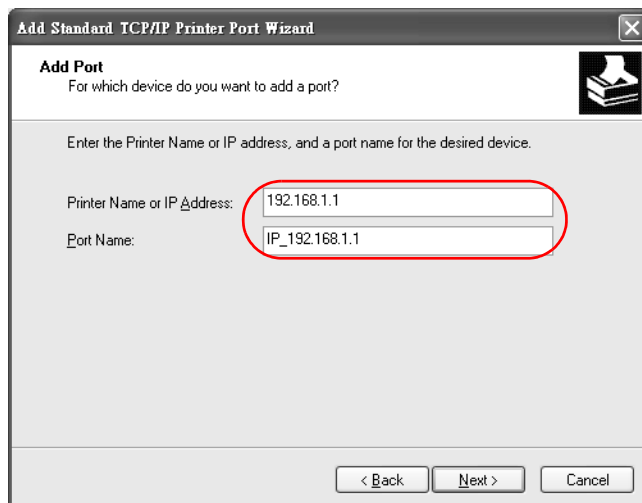 Add Standard TCP/IP Printer Port Wizard
Add Port
For which device do you want to add a port?
Enter the Printer Name or IP address, and a port name for the desired device.
Printer Name or IP Address: 192.168.1.1
Port Name: IP_192.168.1.1
< Back Next > Cancel